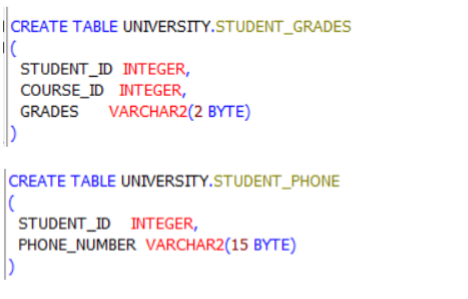 CREATE TABLE UNIVERSITY.STUDENT_GRADES
(
STUDENT_ID INTEGER,
COURSE_ID INTEGER,
GRADES VARCHAR2(2 BYTE)
)
CREATE TABLE UNIVERSITY.STUDENT_PHONE
(
STUDENT_ID INTEGER,
PHONE_NUMBER VARCHAR2(15 BYTE)
)